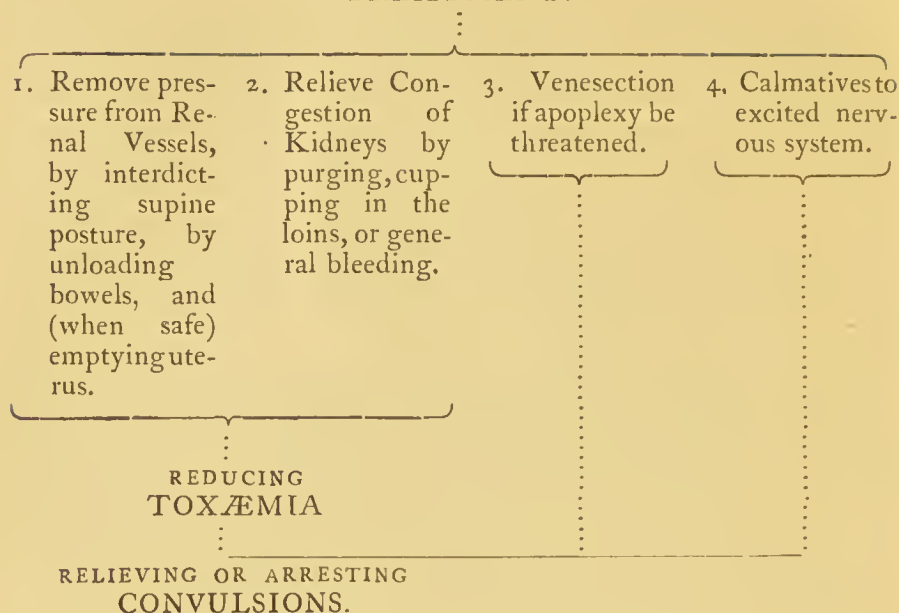 1. Remove pres-
sure from Re-
nal Vessels,
by interdict-
ing supine
posture, by
unloading
bowels, and
(when safe)
emptying ute-
rus.
2. Relieve Con-
gestion of
Kidneys by
purging, cup-
ping in the
loins, or gene-
ral bleeding.
3. Venesection
if apoplexy be
threatened.
4. Calmatives to
excited nerv-
ous system.
REDUCING
TOXÆMIA
RELIEVING OR ARRESTING
CONVULSIONS.